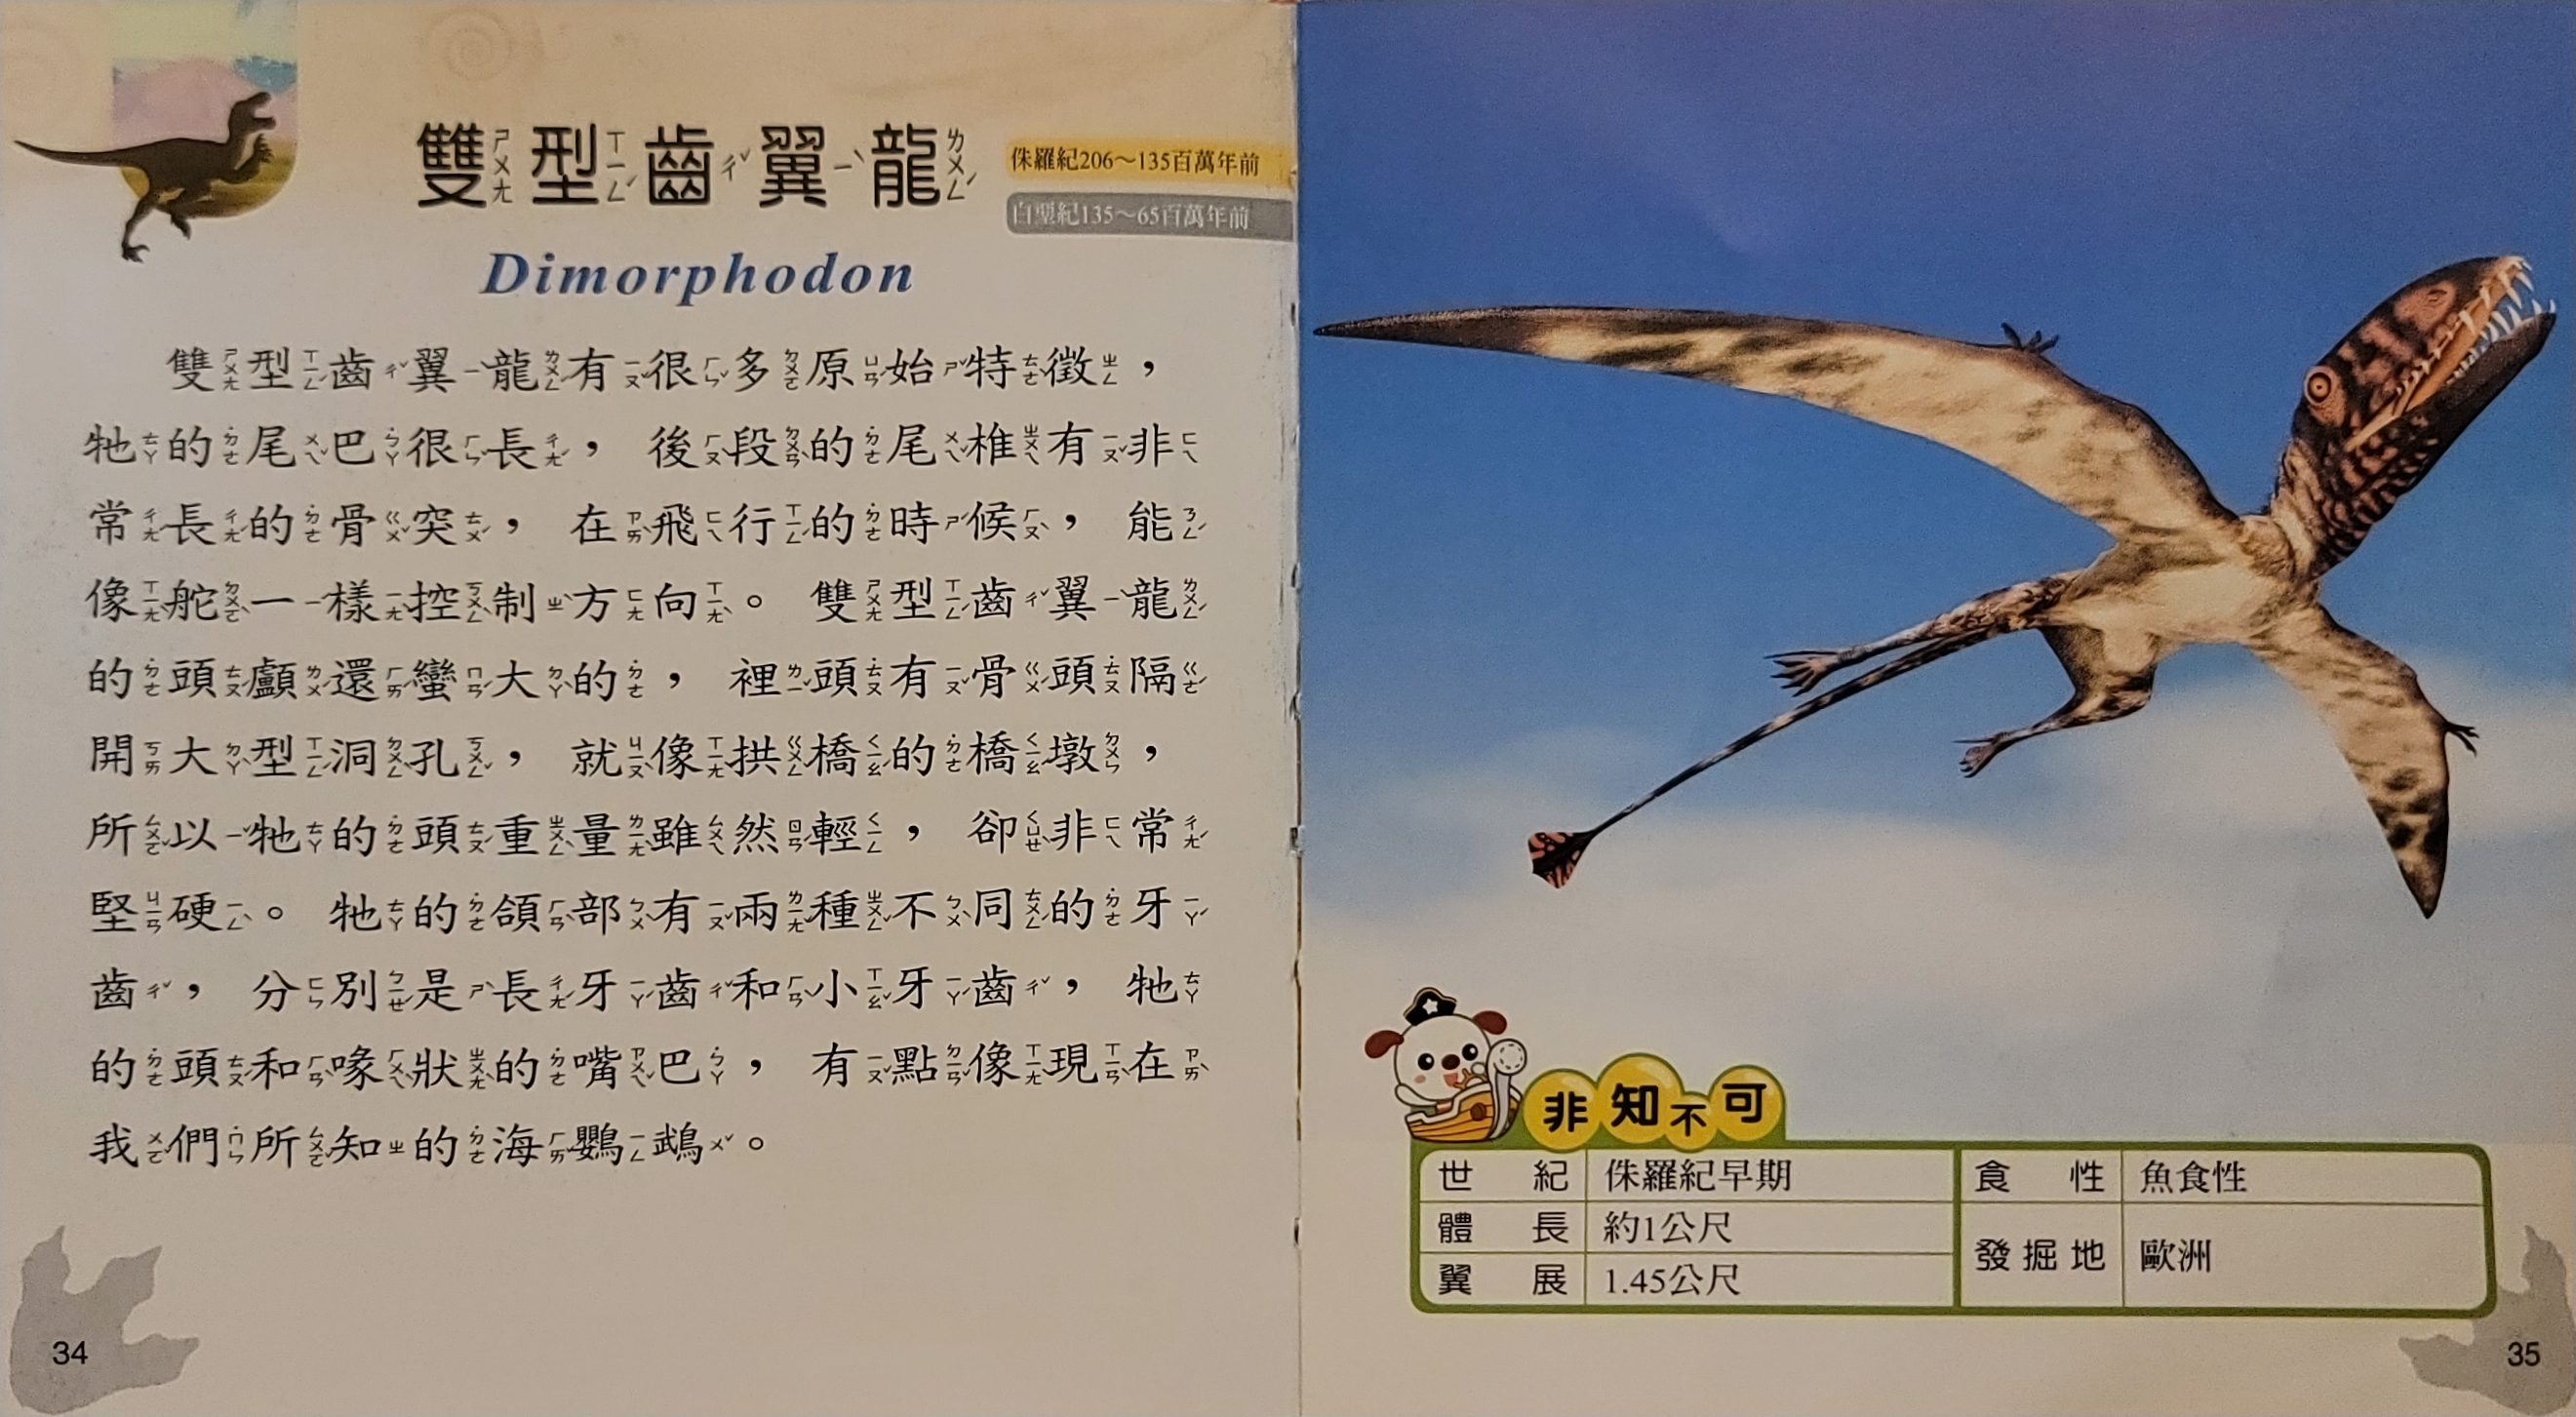 雙型齒翼龍
侏羅紀206～135百萬年前
白堊紀135～65百萬年前
Dimorphodon
雙型齒翼龍有很多原始特徵，
牠的尾巴很長，後段的尾椎有非
常長的骨突，在飛行的時候，能
像舵一樣控制方向。雙型齒翼龍
的頭顱還蠻大的，裡頭有骨頭隔
開大型洞孔，就像拱橋的橋墩，
所以牠的頭重量雖然輕，卻非常
堅硬。牠的頷部有兩種不同的牙
齒，分別是長牙齒和小牙齒，牠
的頭和喙狀的嘴巴，有點像現在
我們所知的海鸚鵡。
34
非知不可
世紀 侏羅紀早期
體長 約1公尺
翼展 1.45公尺
食性 魚食性
發掘地 歐洲
35